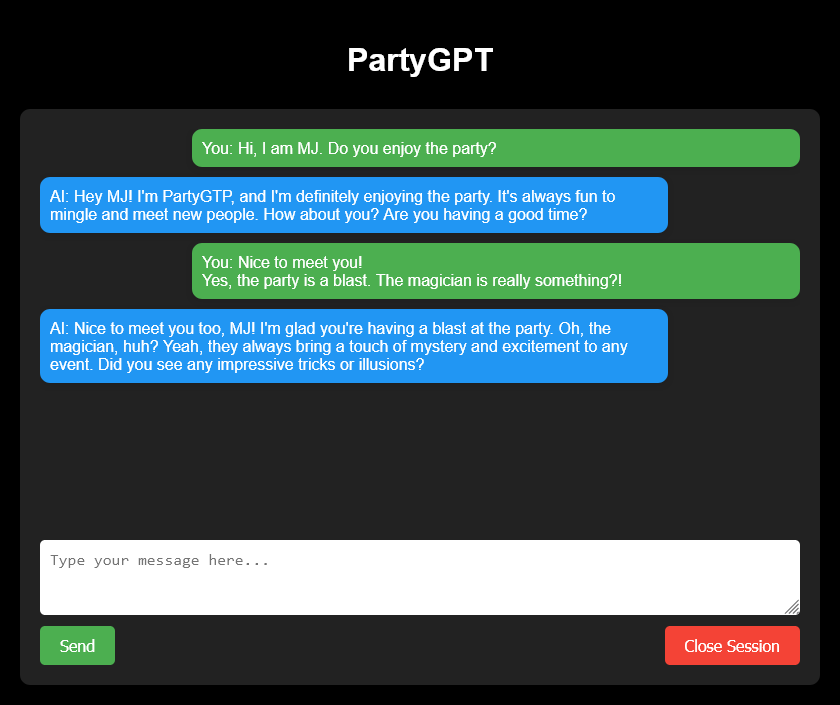 PartyGPT
You: Hi, I am MJ. Do you enjoy the party?
AI: Hey MJ! I'm PartyGTP, and I'm definitely enjoying the party. It's always fun to
mingle and meet new people. How about you? Are you having a good time?
You: Nice to meet you!
Yes, the party is a blast. The magician is really something?!
AI: Nice to meet you too, MJ! I'm glad you're having a blast at the party. Oh, the
magician, huh? Yeah, they always bring a touch of mystery and excitement to any
event. Did you see any impressive tricks or illusions?
Type your message here...
Send
Close Session